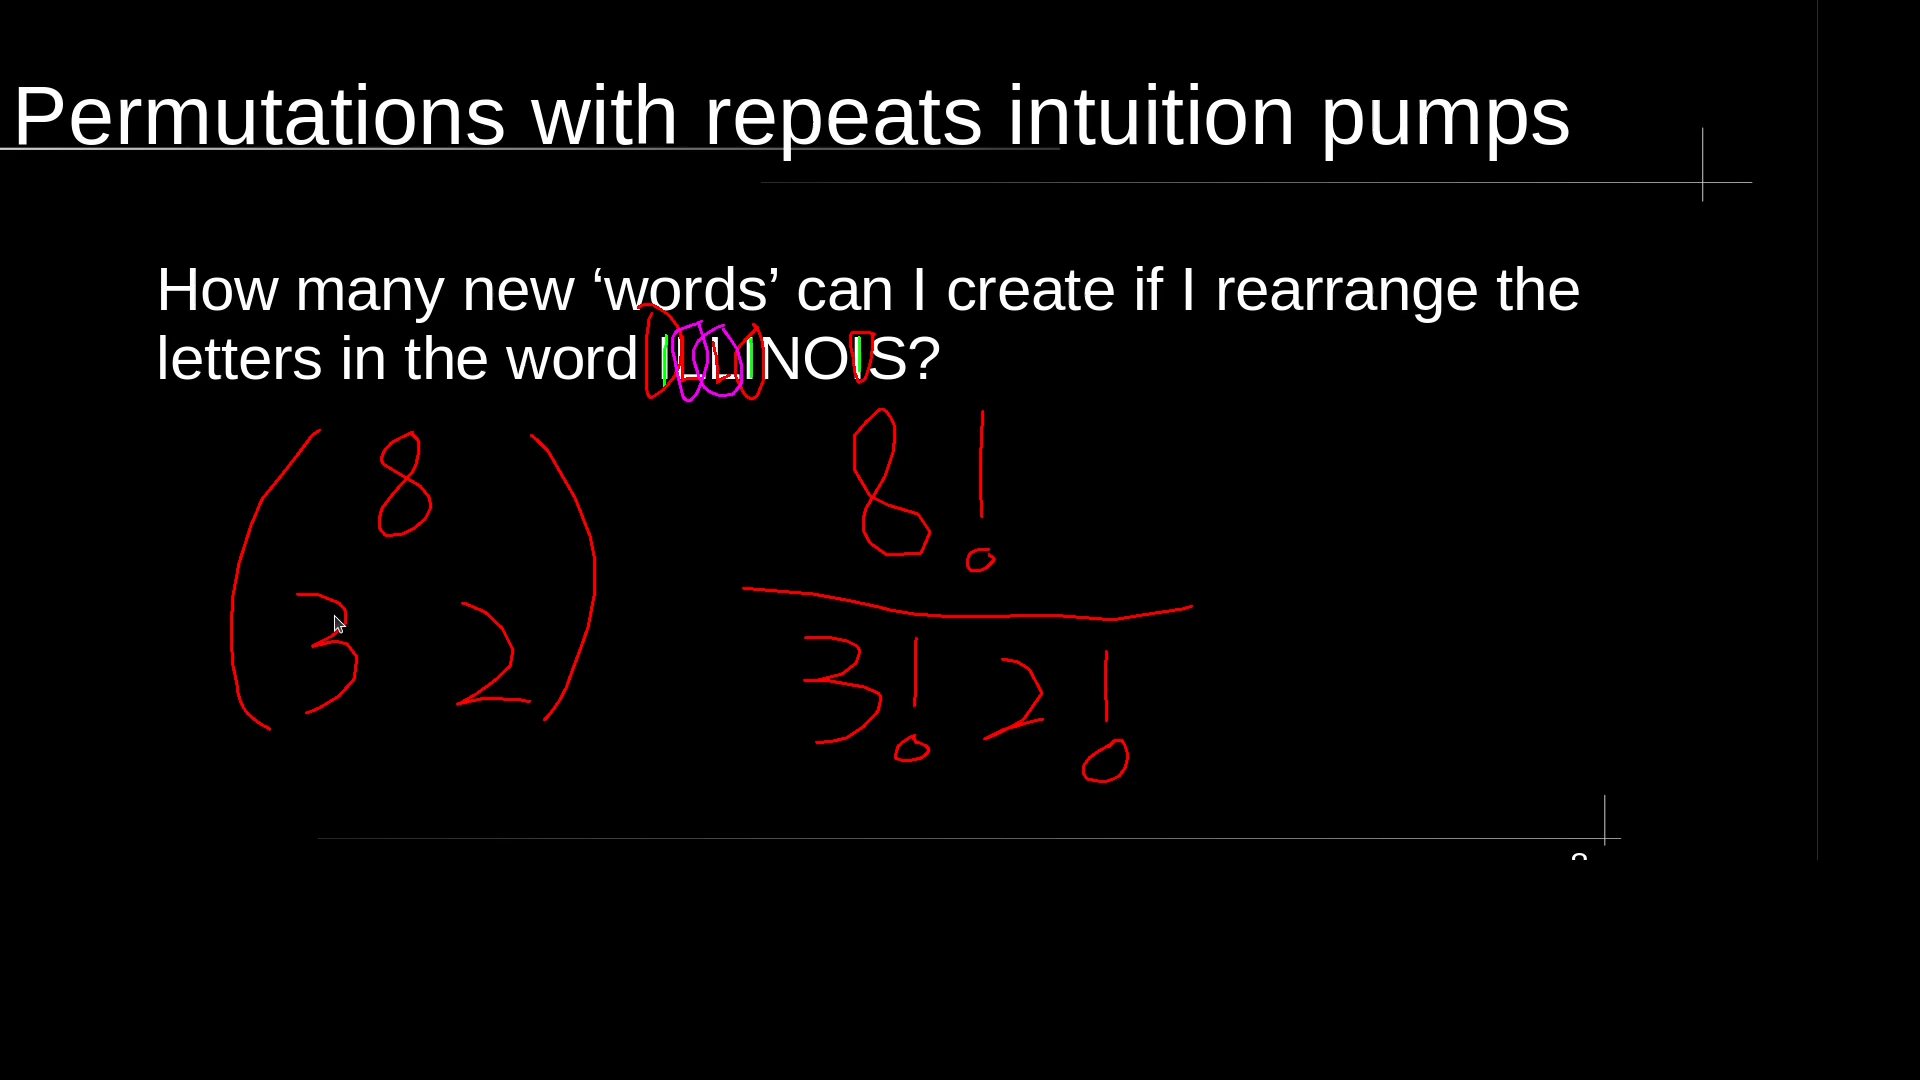 Permutations with repeats intuition pumps
How many new ‘words’ can I create if I rearrange the
letters in the word ILLINOIS?
( 8 ) 8!
3 2 3! 2!